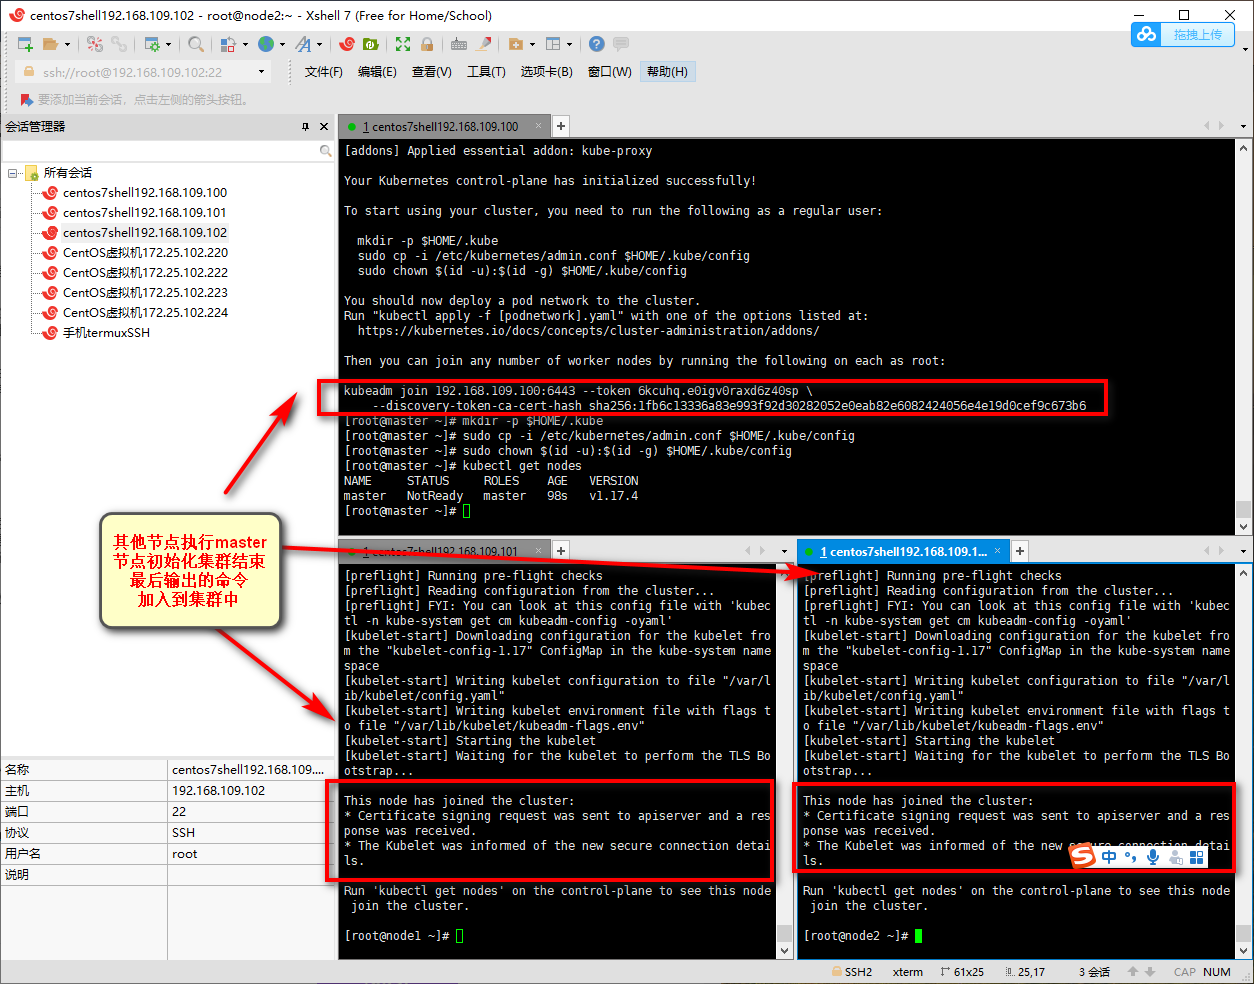 centos7shell192.168.109.102 - root@node2:~ - Xshell 7 (Free for Home/School)
拖拽上传
ssh://root@192.168.109.102:22
文件(F) 编辑(E) 查看(V) 工具(T) 选项卡(B) 窗口(W) 帮助(H)
要添加当前会话，点击左侧的箭头按钮。
会话管理器
所有会话
centos7shell192.168.109.100
centos7shell192.168.109.101
centos7shell192.168.109.102
CentOS虚拟机172.25.102.220
CentOS虚拟机172.25.102.222
CentOS虚拟机172.25.102.223
CentOS虚拟机172.25.102.224
手机termuxSSH
名称 centos7shell192.168.109....
主机 192.168.109.102
端口 22
协议 SSH
用户名 root
说明
其他节点执行master
节点初始化集群结束
最后输出的命令
加入到集群中
1 centos7shell192.168.109.100
[addons] Applied essential addon: kube-proxy
Your Kubernetes control-plane has initialized successfully!
To start using your cluster, you need to run the following as a regular user:
mkdir -p $HOME/.kube
sudo cp -i /etc/kubernetes/admin.conf $HOME/.kube/config
sudo chown $(id -u):$(id -g) $HOME/.kube/config
You should now deploy a pod network to the cluster.
Run "kubectl apply -f [podnetwork].yaml" with one of the options listed at:
https://kubernetes.io/docs/concepts/cluster-administration/addons/
Then you can join any number of worker nodes by running the following on each as root:
kubeadm join 192.168.109.100:6443 --token 6kcuhq.e0igv0raxd6z40sp \
--discovery-token-ca-cert-hash sha256:1fb6c13336a83e993f92d30282052e0eab82e6082424056e4e19d0cef9c673b6
[root@master ~]# mkdir -p $HOME/.kube
[root@master ~]# sudo cp -i /etc/kubernetes/admin.conf $HOME/.kube/config
[root@master ~]# sudo chown $(id -u):$(id -g) $HOME/.kube/config
[root@master ~]# kubectl get nodes
NAME STATUS ROLES AGE VERSION
master NotReady master 98s v1.17.4
[root@master ~]#
1 centos7shell192.168.109.101
[preflight] Running pre-flight checks
[preflight] Reading configuration from the cluster...
[preflight] FYI: You can look at this config file with 'kubec
tl -n kube-system get cm kubeadm-config -oyaml'
[kubelet-start] Downloading configuration for the kubelet fro
m the "kubelet-config-1.17" ConfigMap in the kube-system name
space
[kubelet-start] Writing kubelet configuration to file "/var/l
ib/kubelet/config.yaml"
[kubelet-start] Writing kubelet environment file with flags t
o file "/var/lib/kubelet/kubeadm-flags.env"
[kubelet-start] Starting the kubelet
[kubelet-start] Waiting for the kubelet to perform the TLS Bo
otstrap...
This node has joined the cluster:
* Certificate signing request was sent to apiserver and a res
ponse was received.
* The Kubelet was informed of the new secure connection detai
ls.
Run 'kubectl get nodes' on the control-plane to see this node
join the cluster.
[root@node1 ~]#
1 centos7shell192.168.109.1...
[preflight] Running pre-flight checks
[preflight] Reading configuration from the cluster...
[preflight] FYI: You can look at this config file with 'kubec
tl -n kube-system get cm kubeadm-config -oyaml'
[kubelet-start] Downloading configuration for the kubelet fro
m the "kubelet-config-1.17" ConfigMap in the kube-system name
space
[kubelet-start] Writing kubelet configuration to file "/var/l
ib/kubelet/config.yaml"
[kubelet-start] Writing kubelet environment file with flags t
o file "/var/lib/kubelet/kubeadm-flags.env"
[kubelet-start] Starting the kubelet
[kubelet-start] Waiting for the kubelet to perform the TLS Bo
otstrap...
This node has joined the cluster:
* Certificate signing request was sent to apiserver and a res
ponse was received.
* The Kubelet was informed of the new secure connection detai
ls.
中
Run 'kubectl get nodes' on the control-plane to see this node
join the cluster.
[root@node2 ~]#
SSH2 xterm 61x25 25,17 3 会话 CAP NUM